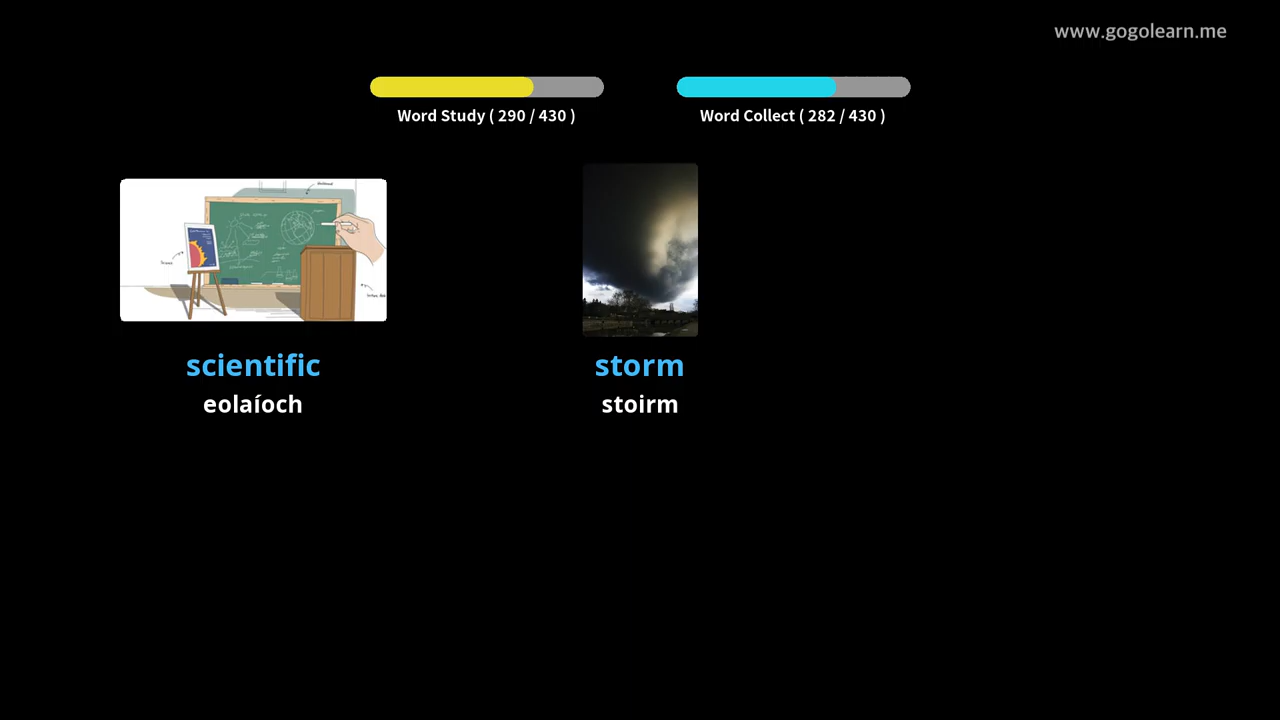 www.gogolearn.me
Word Study ( 290 / 430 )
Word Collect ( 282 / 430 )
scientific
eolaíoch
storm
stoirm